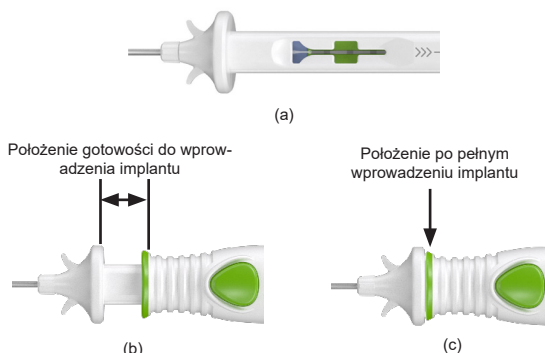 (a)
Położenie gotowości do wprow-
adzenia implantu
Położenie po pełnym
wprowadzeniu implantu
(b)
(c)